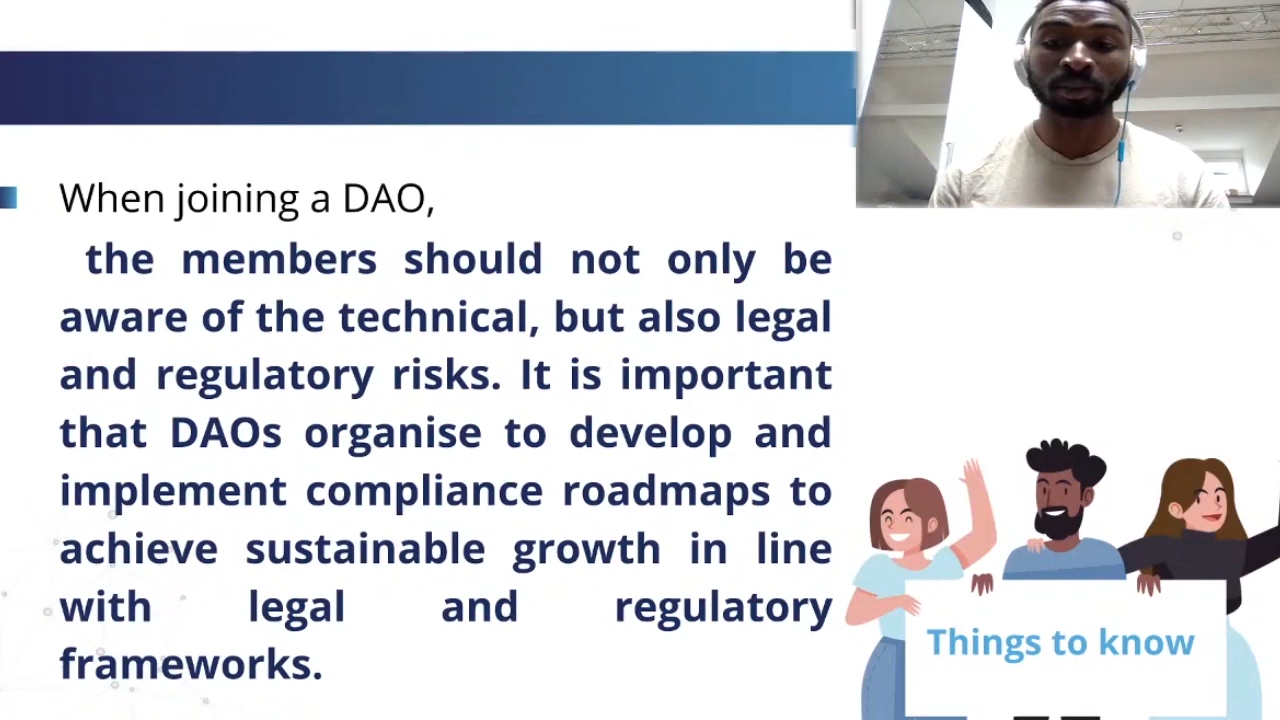 When joining a DAO,
the members should not only be
aware of the technical, but also legal
and regulatory risks. It is important
that DAOs organise to develop and
implement compliance roadmaps to
achieve sustainable growth in line
with legal and regulatory
frameworks.
Things to know